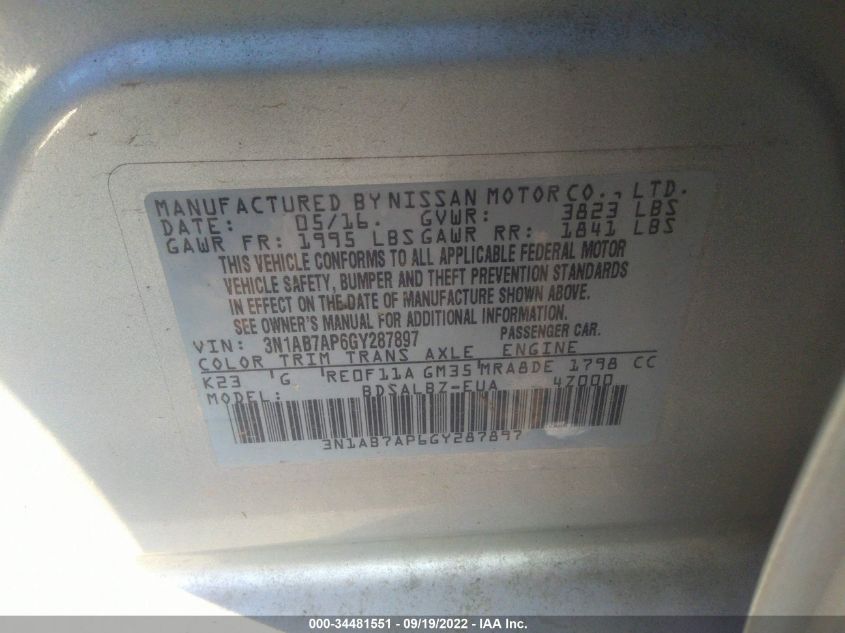 MANUFACTURED BY NISSAN MOTOR CO., LTD.
DATE: 05/16. GVWR: 3823 LBS
GAWR FR: 1995 LBS GAWR RR: 1841 LBS
THIS VEHICLE CONFORMS TO ALL APPLICABLE FEDERAL MOTOR
VEHICLE SAFETY, BUMPER AND THEFT PREVENTION STANDARDS
IN EFFECT ON THE DATE OF MANUFACTURE SHOWN ABOVE.
SEE OWNER'S MANUAL FOR ADDITIONAL INFORMATION.
VIN: 3N1AB7AP6GY287897 PASSENGER CAR.
COLOR TRIM TRANS AXLE ENGINE
K23 G RE0F11A GM35 MRA8DE 1798 CC
MODEL: BDSALBZ-EUA 4Z000
3N1AB7AP6GY287897
000-34481551 - 09/19/2022 - IAA Inc.